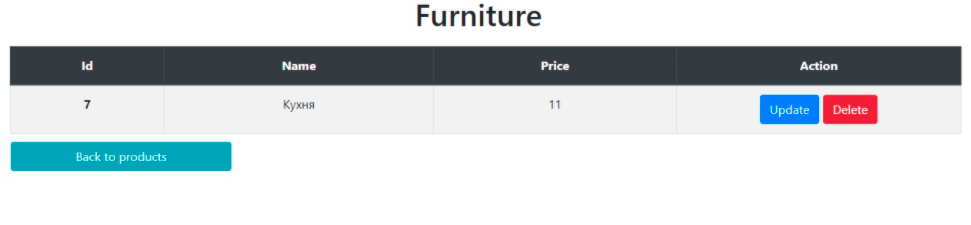 Furniture
Id Name Price Action
7 Кухня 11 Update Delete
Back to products